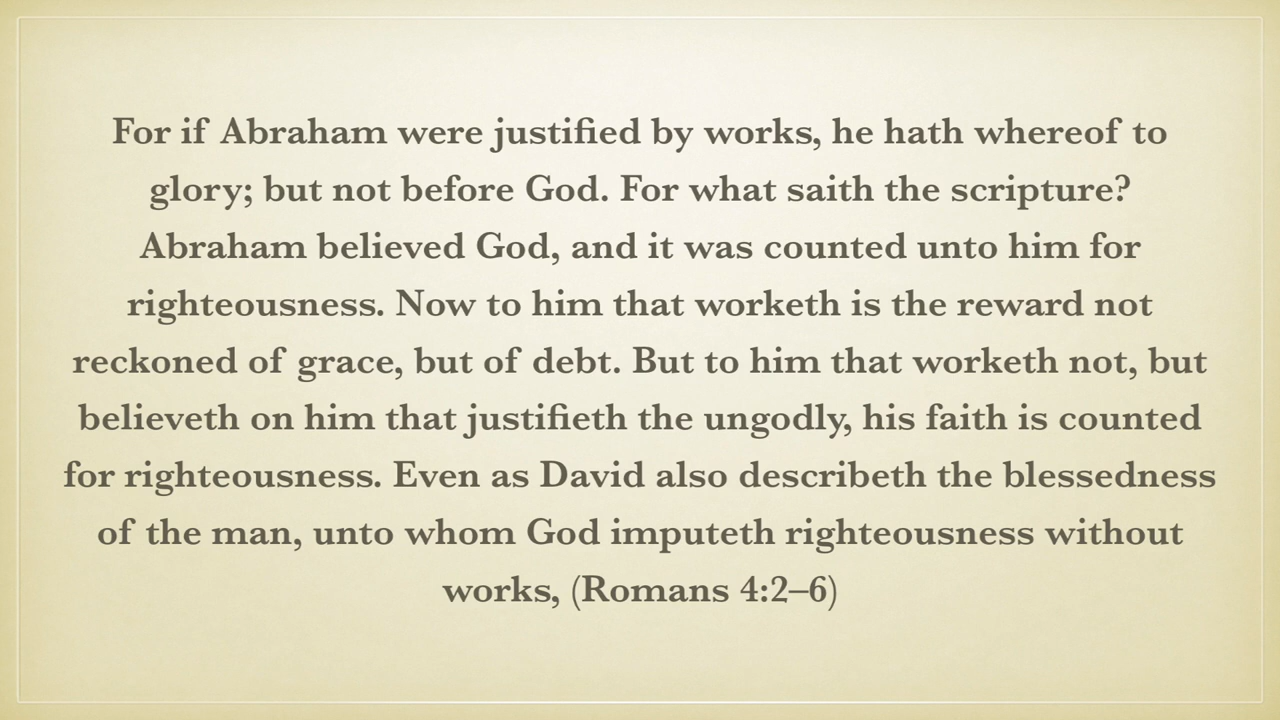 For if Abraham were justified by works, he hath whereof to
glory; but not before God. For what saith the scripture?
Abraham believed God, and it was counted unto him for
righteousness. Now to him that worketh is the reward not
reckoned of grace, but of debt. But to him that worketh not, but
believeth on him that justifieth the ungodly, his faith is counted
for righteousness. Even as David also describeth the blessedness
of the man, unto whom God imputeth righteousness without
works, (Romans 4:2–6)